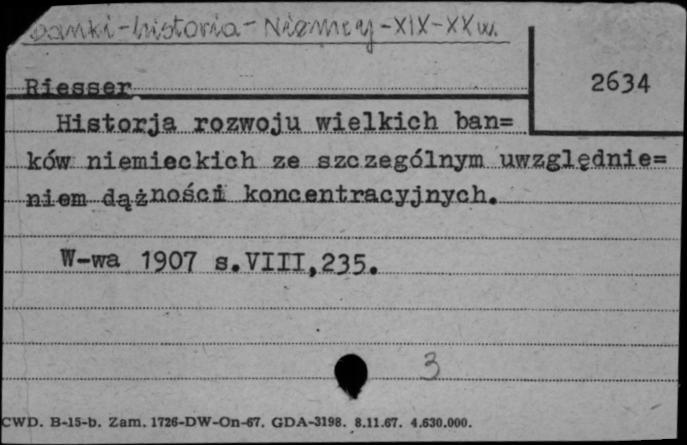 banki-historia-Niemcy-XIX-XXw.
2634
Riesser
Historja rozwoju wielkich ban=
ków niemieckich ze szczególnym uwzględnie=
niem dążności koncentracyjnych.
W-wa 1907 s.VIII,235.
3
CWD. B-15-b. Zam. 1726-DW-On-67. GDA-3198. 8.11.67. 4.630.000.